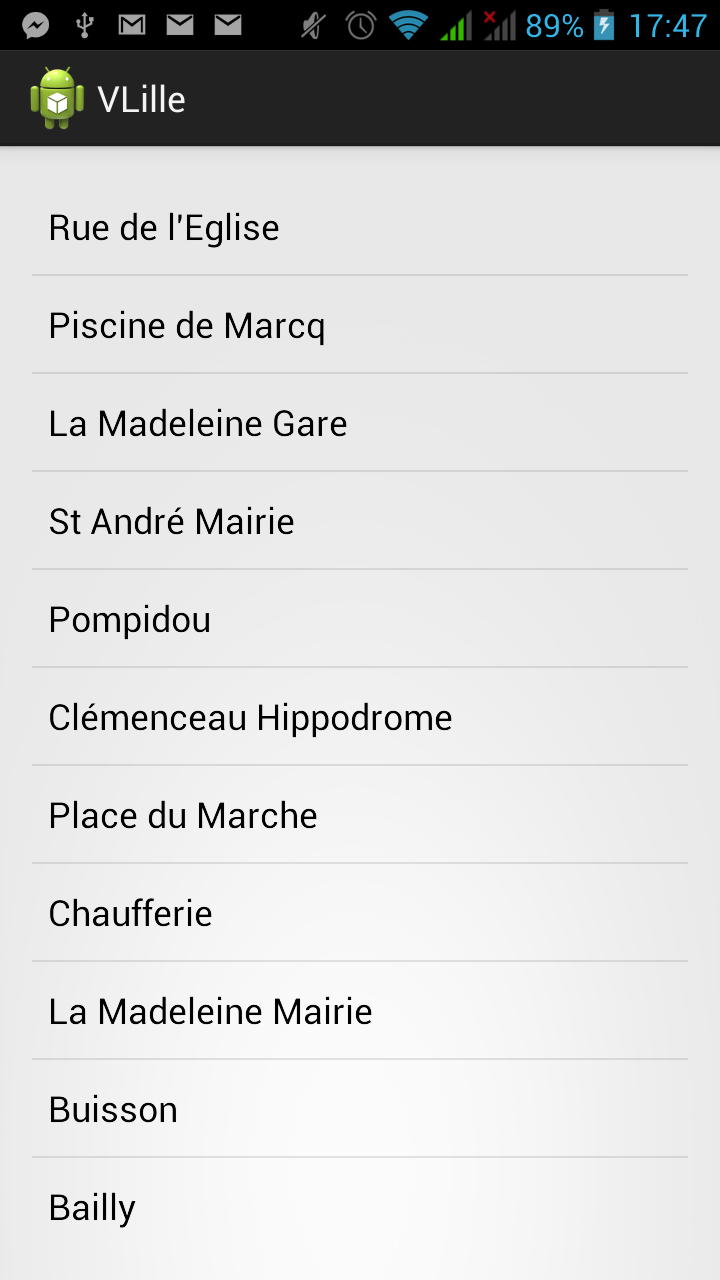 89% 17:47
VLille
Rue de l'Eglise
Piscine de Marcq
La Madeleine Gare
St André Mairie
Pompidou
Clémenceau Hippodrome
Place du Marche
Chaufferie
La Madeleine Mairie
Buisson
Bailly